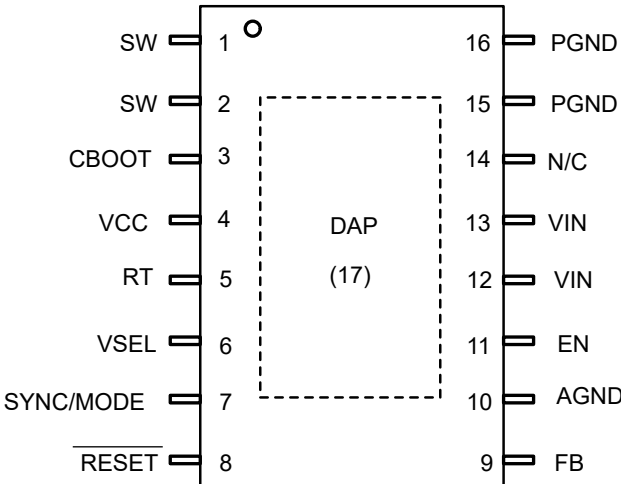 SW 1 16 PGND
SW 2 15 PGND
CBOOT 3 14 N/C
VCC 4 13 VIN
DAP
RT 5 (17) 12 VIN
VSEL 6 11 EN
SYNC/MODE 7 10 AGND
RESET 8 9 FB